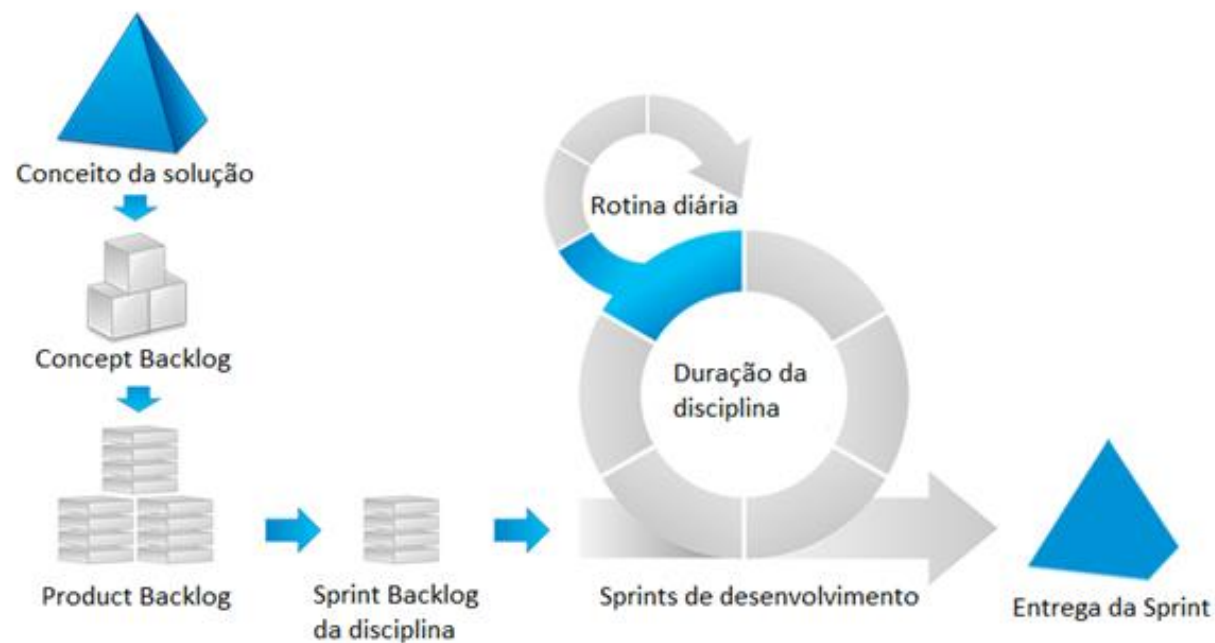 Conceito da solução
Concept Backlog
Product Backlog
Sprint Backlog
da disciplina
Rotina diária
Duração da
disciplina
Sprints de desenvolvimento
Entrega da Sprint